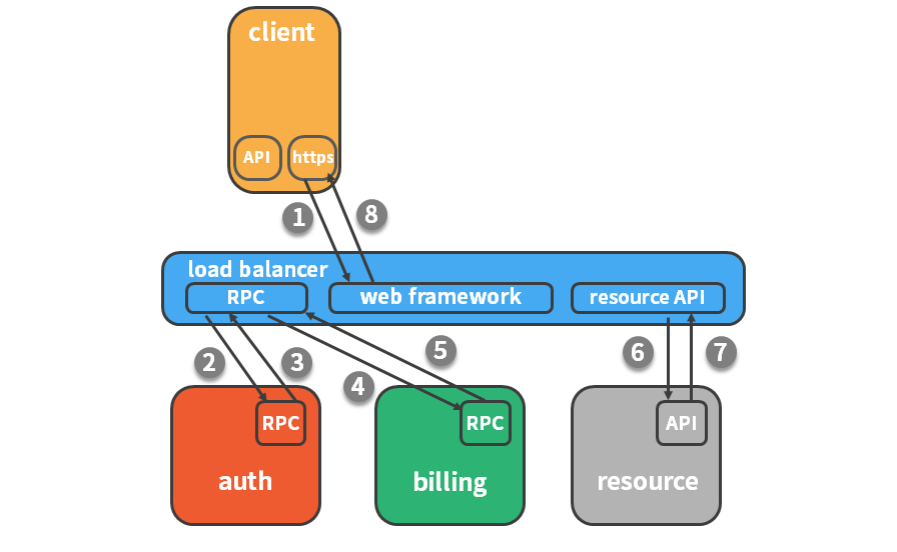 client
API
https
1
8
load balancer
RPC
web framework
resource API
2
3
4
5
6
7
RPC
auth
RPC
billing
API
resource